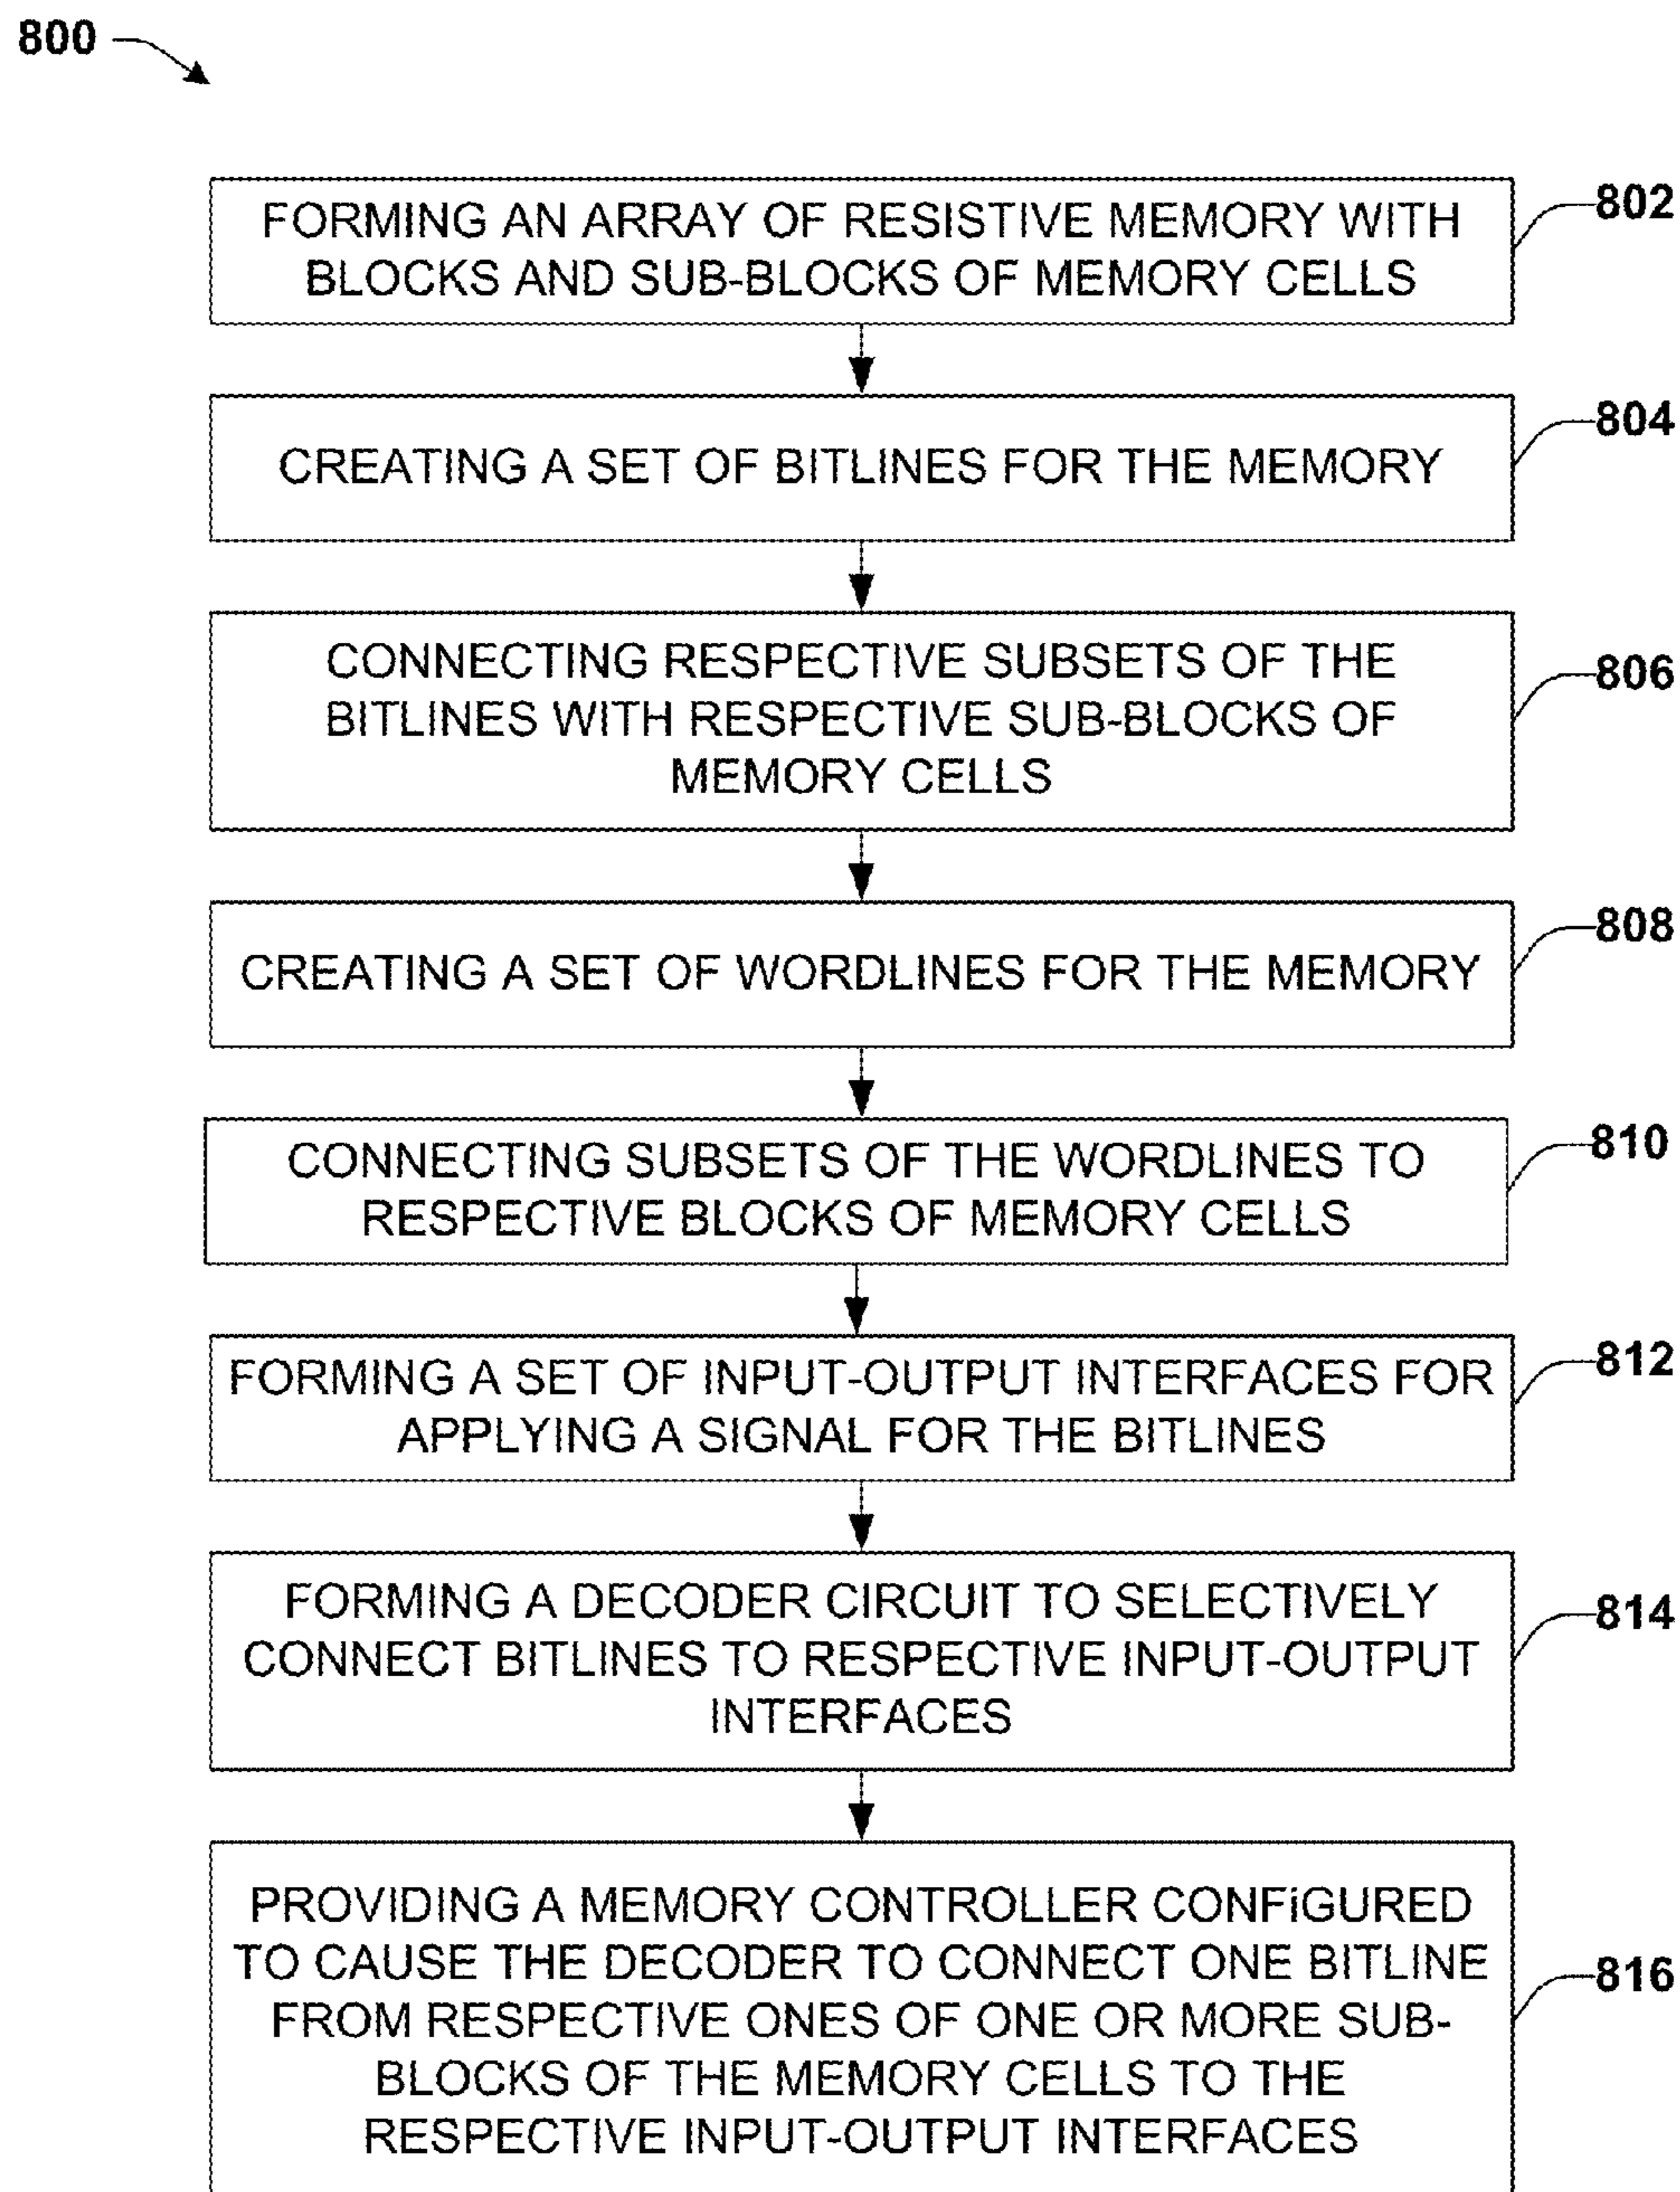 800
FORMING AN ARRAY OF RESISTIVE MEMORY WITH
BLOCKS AND SUB-BLOCKS OF MEMORY CELLS
802
CREATING A SET OF BITLINES FOR THE MEMORY
804
CONNECTING RESPECTIVE SUBSETS OF THE
BITLINES WITH RESPECTIVE SUB-BLOCKS OF
MEMORY CELLS
806
CREATING A SET OF WORDLINES FOR THE MEMORY
808
CONNECTING SUBSETS OF THE WORDLINES TO
RESPECTIVE BLOCKS OF MEMORY CELLS
810
FORMING A SET OF INPUT-OUTPUT INTERFACES FOR
APPLYING A SIGNAL FOR THE BITLINES
812
FORMING A DECODER CIRCUIT TO SELECTIVELY
CONNECT BITLINES TO RESPECTIVE INPUT-OUTPUT
INTERFACES
814
PROVIDING A MEMORY CONTROLLER CONFiGURED
TO CAUSE THE DECODER TO CONNECT ONE BITLINE
FROM RESPECTIVE ONES OF ONE OR MORE SUB-
BLOCKS OF THE MEMORY CELLS TO THE
RESPECTIVE INPUT-OUTPUT INTERFACES
816